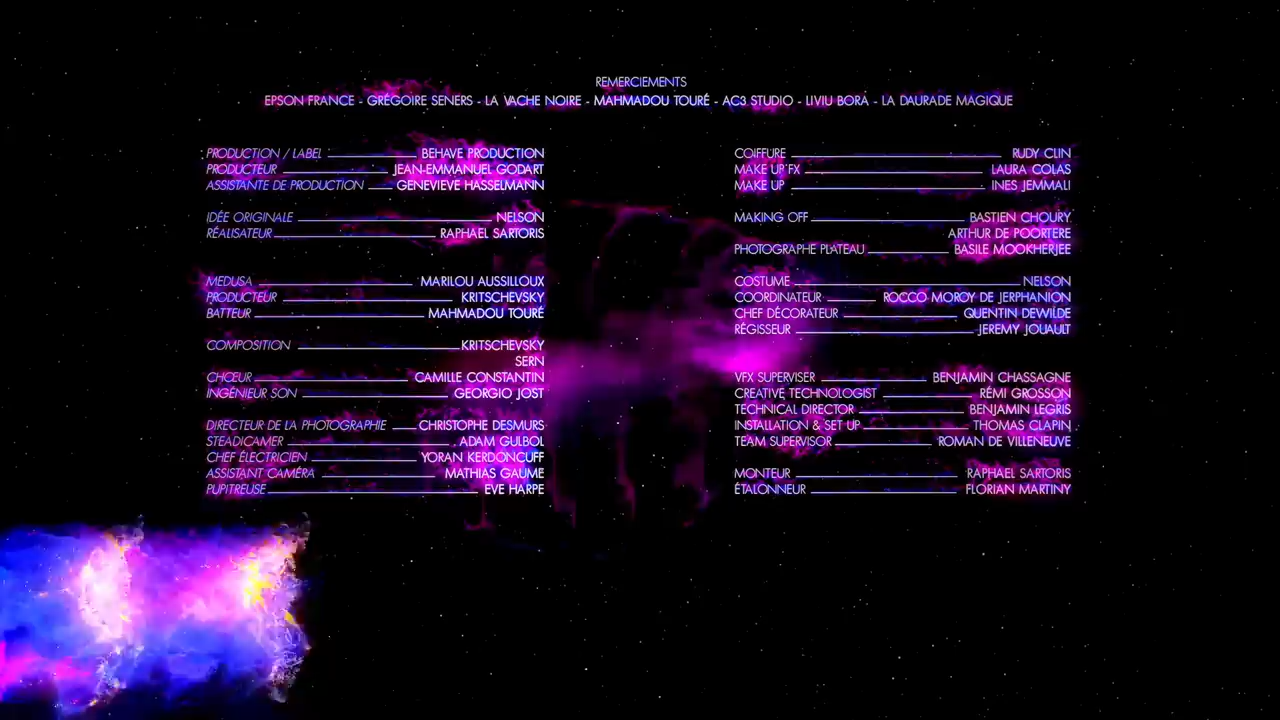 REMERCIEMENTS
EPSON FRANCE - GRÉGOIRE SENERS - LA VACHE NOIRE - MAHMADOU TOURÉ - AC3 STUDIO - LIVIU BORA - LA DAURADE MAGIQUE
PRODUCTION / LABEL BEHAVE PRODUCTION
PRODUCTEUR JEAN-EMMANUEL GODART
ASSISTANTE DE PRODUCTION GENEVIEVE HASSELMANN
IDÉE ORIGINALE NELSON
RÉALISATEUR RAPHAEL SARTORIS
MEDUSA MARILOU AUSSILLOUX
PRODUCTEUR KRITSCHEVSKY
BATTEUR MAHMADOU TOURÉ
COMPOSITION KRITSCHEVSKY
SERN
CHŒUR CAMILLE CONSTANTIN
INGÉNIEUR SON GEORGIO JOST
DIRECTEUR DE LA PHOTOGRAPHIE CHRISTOPHE DESMURS
STEADICAMER ADAM GULBOL
CHEF ÉLECTRICIEN YORAN KERDONCUFF
ASSISTANT CAMÉRA MATHIAS GAUME
PUPITREUSE EVE HARPE
COIFFURE RUDY CLIN
MAKE UP FX LAURA COLAS
MAKE UP INES JEMMALI
MAKING OFF BASTIEN CHOURY
ARTHUR DE POORTERE
PHOTOGRAPHE PLATEAU BASILE MOOKHERJEE
COSTUME NELSON
COORDINATEUR ROCCO MOROY DE JERPHANION
CHEF DÉCORATEUR QUENTIN DEWILDE
RÉGISSEUR JEREMY JOUAULT
VFX SUPERVISER BENJAMIN CHASSAGNE
CREATIVE TECHNOLOGIST RÉMI GROSSON
TECHNICAL DIRECTOR BENJAMIN LEGRIS
INSTALLATION & SET UP THOMAS CLAPIN
TEAM SUPERVISOR ROMAN DE VILLENEUVE
MONTEUR RAPHAEL SARTORIS
ÉTALONNEUR FLORIAN MARTINY